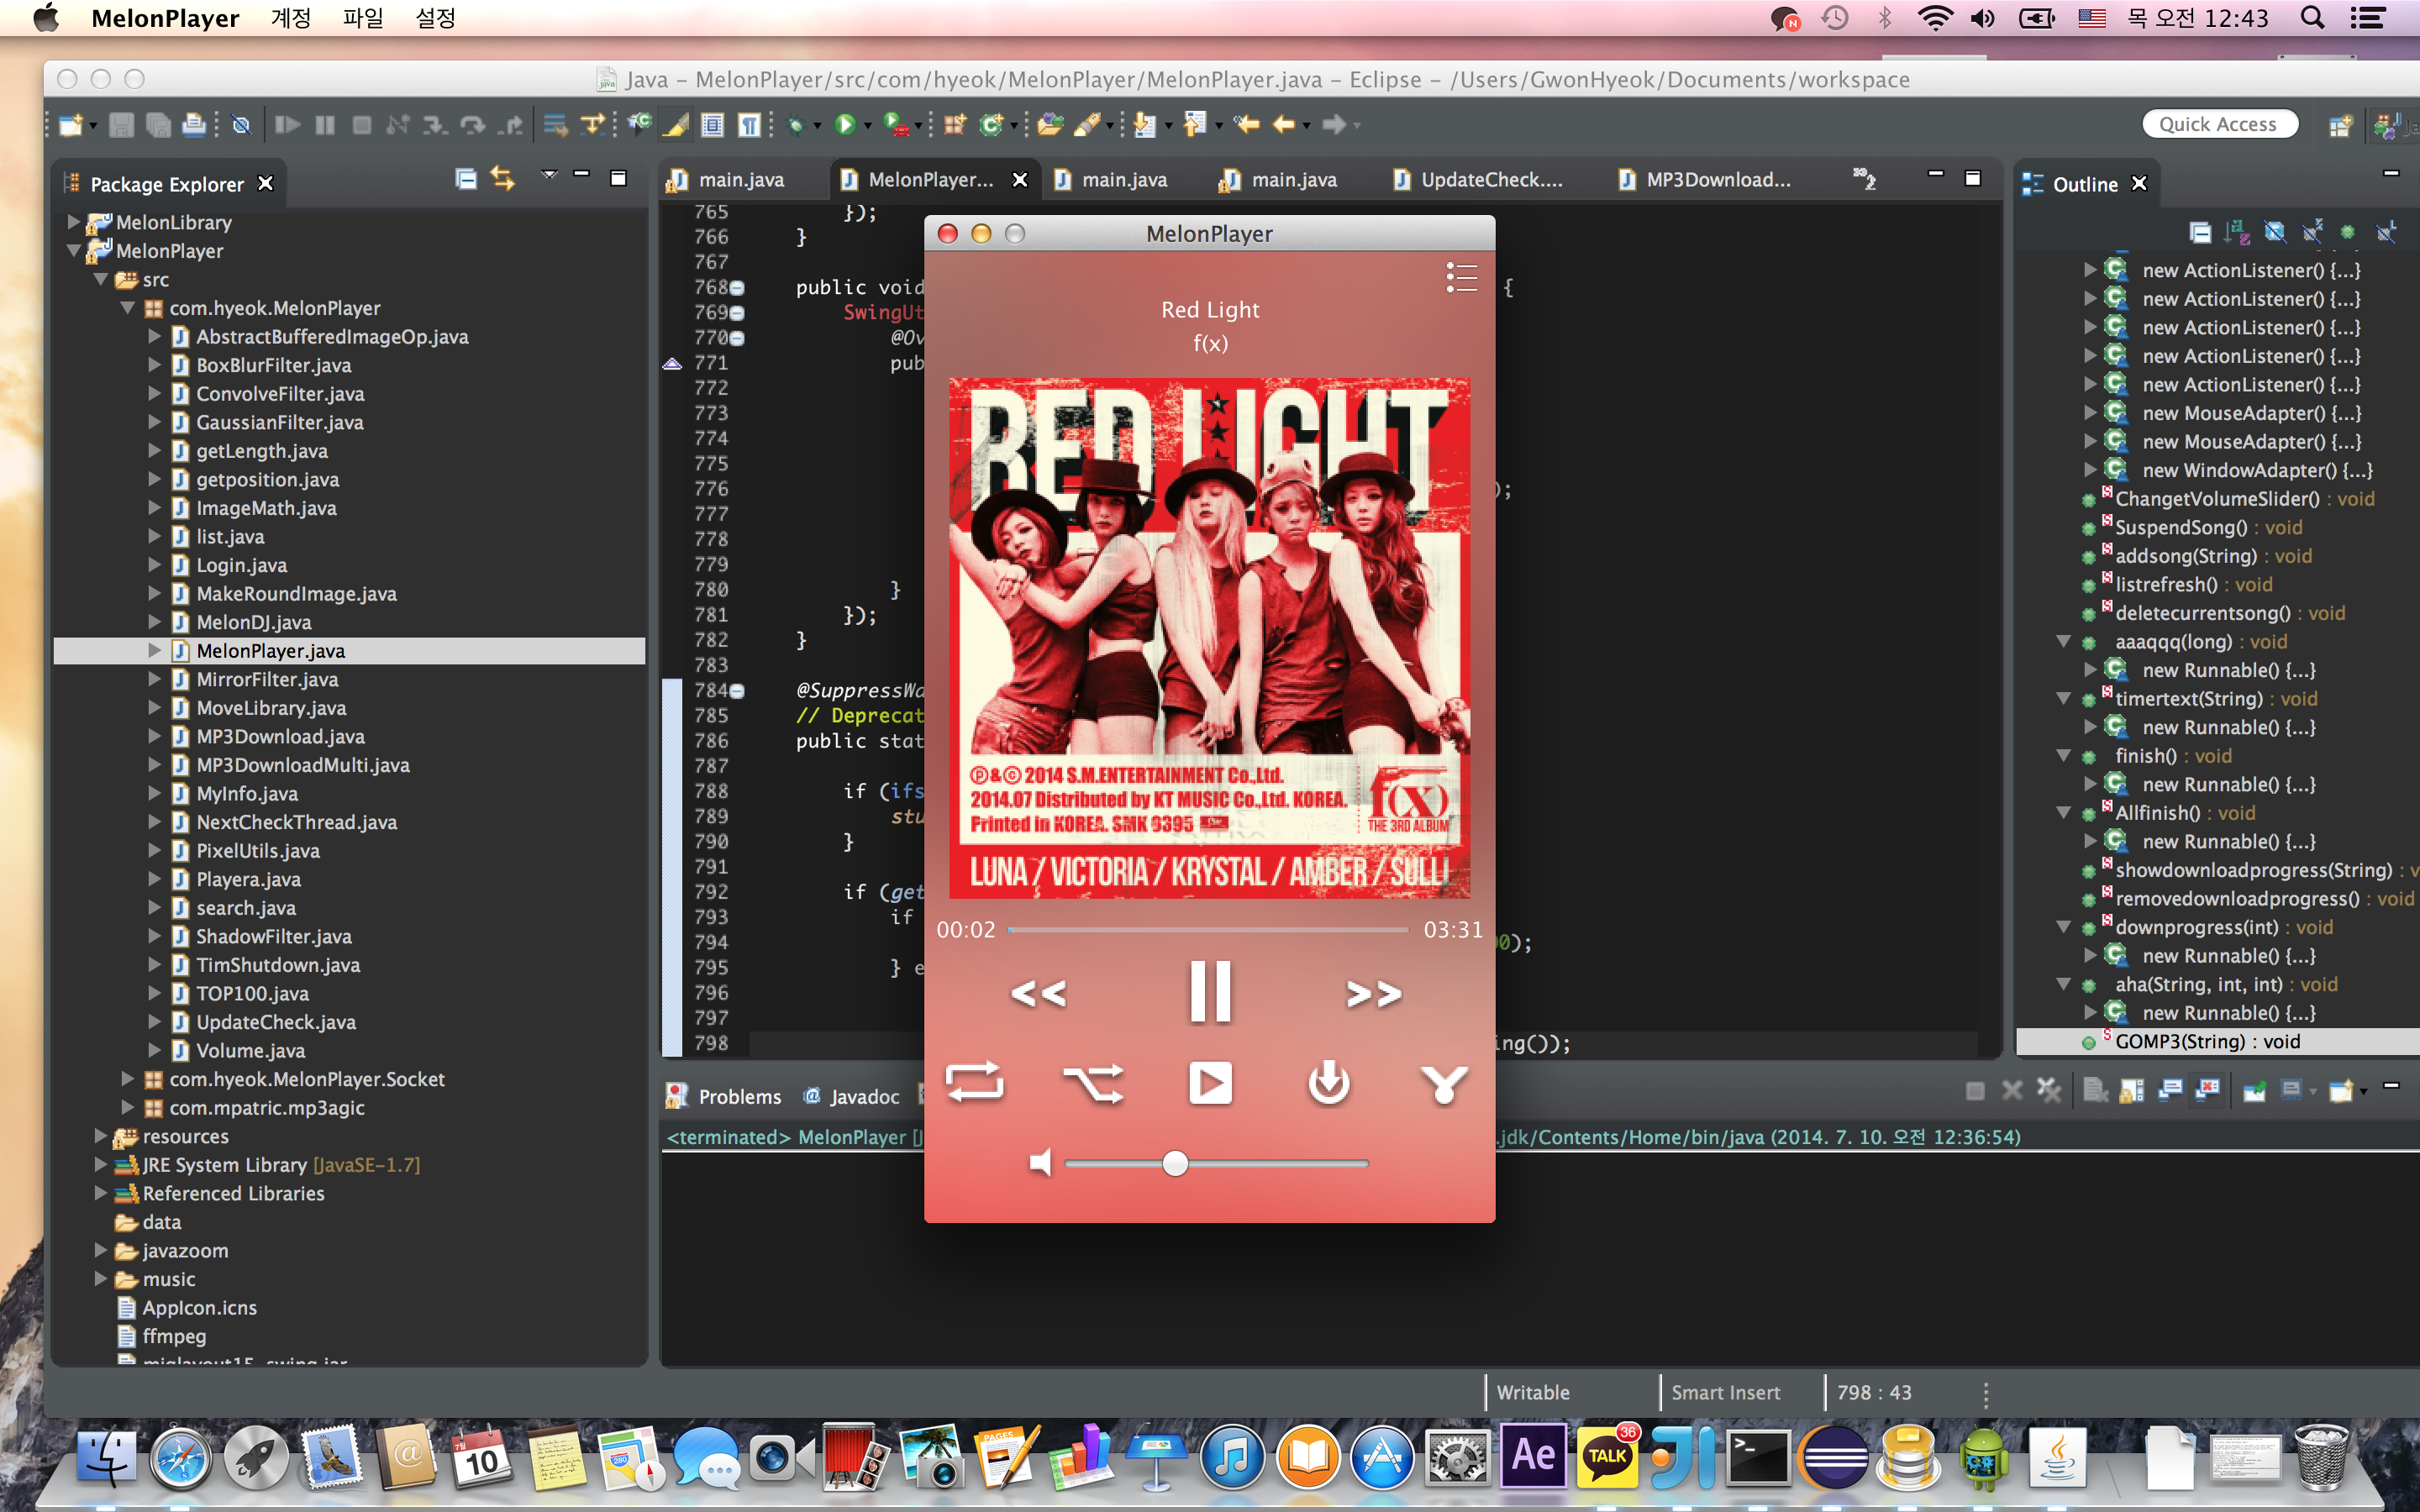 MelonPlayer 계정 파일 설정
목 오전 12:43
Java – MelonPlayer/src/com/hyeok/MelonPlayer/MelonPlayer.java – Eclipse – /Users/GwonHyeok/Documents/workspace
Quick Access
Package Explorer
MelonLibrary
MelonPlayer
src
com.hyeok.MelonPlayer
AbstractBufferedImageOp.java
BoxBlurFilter.java
ConvolveFilter.java
GaussianFilter.java
getLength.java
getposition.java
ImageMath.java
list.java
Login.java
MakeRoundImage.java
MelonDJ.java
MelonPlayer.java
MirrorFilter.java
MoveLibrary.java
MP3Download.java
MP3DownloadMulti.java
MyInfo.java
NextCheckThread.java
PixelUtils.java
Playera.java
search.java
ShadowFilter.java
TimShutdown.java
TOP100.java
UpdateCheck.java
Volume.java
com.hyeok.MelonPlayer.Socket
com.mpatric.mp3agic
resources
JRE System Library [JavaSE-1.7]
Referenced Libraries
data
javazoom
music
AppIcon.icns
ffmpeg
main.java MelonPlayer... main.java main.java UpdateCheck.... MP3Download... 2
765 });
766 }
767
768 public void {
769 SwingUt
770 @Ov
771 pub
772
773
774
775
776 );
777
778
779
780 }
781 });
782 }
783
784 @SuppressWa
785 // Deprecat
786 public stat
787
788 if (ifs
789 stu
790 }
791
792 if (get
793 if
794 0);
795 } e
796
797
798 ing());
MelonPlayer
Red Light
f(x)
RED LIGHT
Ⓟ&ⓒ 2014 S.M.ENTERTAINMENT Co.,Ltd.
2014.07 Distributed by KT MUSIC Co.,Ltd. KOREA.
Printed in KOREA. SMK 0395
f(x)
THE 3RD ALBUM
LUNA / VICTORIA / KRYSTAL / AMBER / SULLI
00:02 03:31
<< >>
Outline
new ActionListener() {...}
new ActionListener() {...}
new ActionListener() {...}
new ActionListener() {...}
new ActionListener() {...}
new MouseAdapter() {...}
new MouseAdapter() {...}
new WindowAdapter() {...}
ChangetVolumeSlider() : void
SuspendSong() : void
addsong(String) : void
listrefresh() : void
deletecurrentsong() : void
aaaqqq(long) : void
new Runnable() {...}
timertext(String) : void
new Runnable() {...}
finish() : void
new Runnable() {...}
Allfinish() : void
new Runnable() {...}
showdownloadprogress(String) : v
removedownloadprogress() : void
downprogress(int) : void
new Runnable() {...}
aha(String, int, int) : void
new Runnable() {...}
GOMP3(String) : void
Problems Javadoc
<terminated> MelonPlayer [J .jdk/Contents/Home/bin/java (2014. 7. 10. 오전 12:36:54)
Writable Smart Insert 798 : 43
7월
10
280
PAGES
Ae
TALK
36